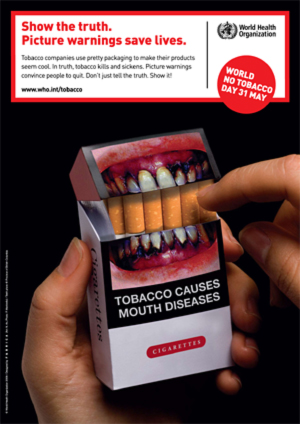 Show the truth.
Picture warnings save lives.
Tobacco companies use pretty packaging to make their products
seem cool. In truth, tobacco kills and sickens. Picture warnings
convince people to quit. Don't just tell the truth. Show it!
www.who.int/tobacco
World Health
Organization
WORLD
NO TOBACCO
DAY 31 MAY
Cigarettes
TOBACCO CAUSES
MOUTH DISEASES
CIGARETTES